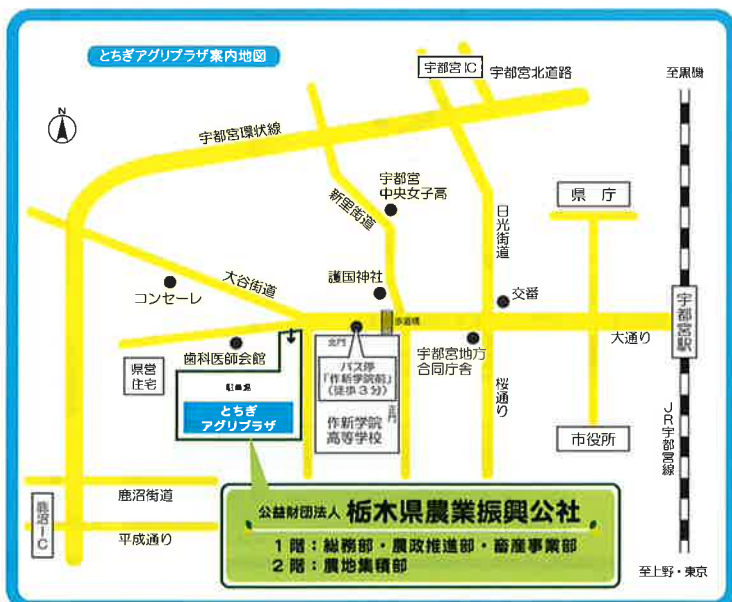 とちぎアグリプラザ案内地図
宇都宮IC
宇都宮北道路
至黒磯
N
宇都宮環状線
宇都宮
中央女子高
新里街道
日光街道
県庁
護国神社
大谷街道
コンセーレ
交番
歩道橋
宇都宮駅
大通り
北門
歯科医師会館
県営
住宅
バス停
「作新学院前」
(徒歩3分)
宇都宮地方
合同庁舎
桜通り
駐車場
とちぎ
アグリプラザ
正門
作新学院
高等学校
市役所
JR宇都宮線
鹿沼街道
鹿沼IC
平成通り
公益財団法人 栃木県農業振興公社
1階:総務部・農政推進部・畜産事業部
2階:農地集積部
至上野・東京